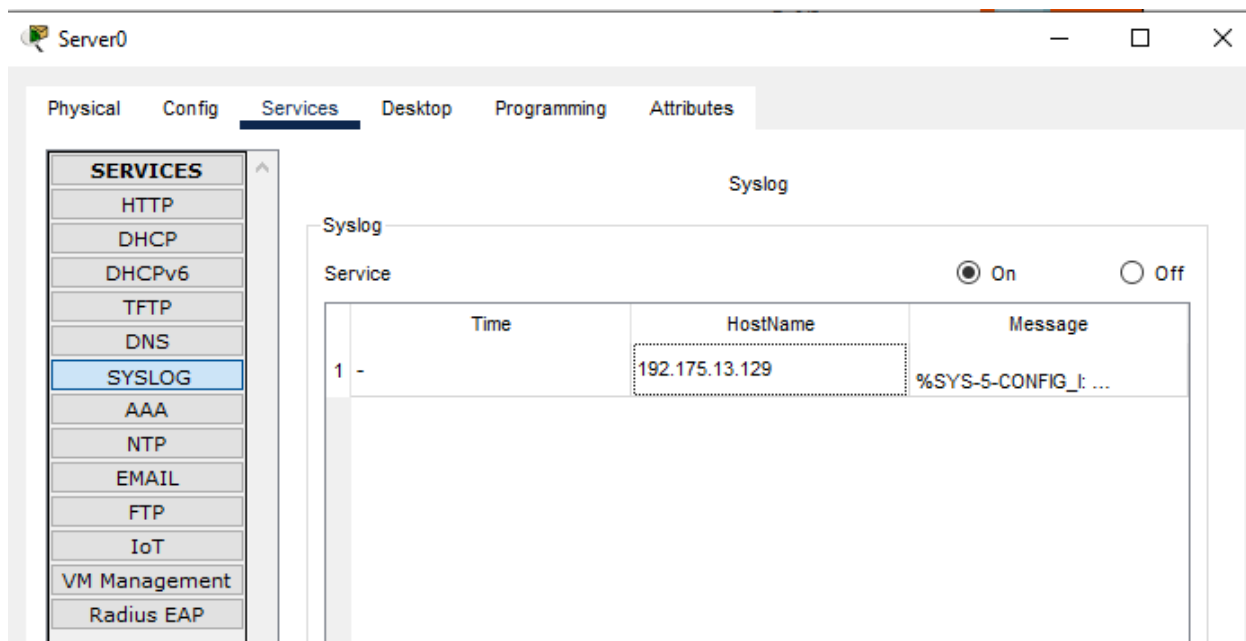 Server0
Physical Config Services Desktop Programming Attributes
SERVICES
HTTP
DHCP
DHCPv6
TFTP
DNS
SYSLOG
AAA
NTP
EMAIL
FTP
IoT
VM Management
Radius EAP
Syslog
Syslog
Service On Off
Time HostName Message
1 - 192.175.13.129 %SYS-5-CONFIG_I: ...